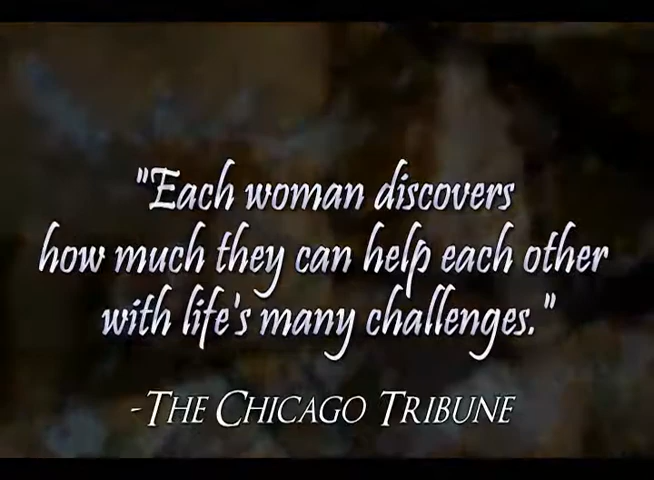 "Each woman discovers
how much they can help each other
with life's many challenges."
-The Chicago Tribune